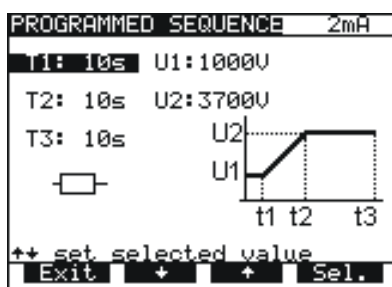 PROGRAMMED SEQUENCE 2mA
T1: 10s U1:1000V
T2: 10s U2:3700V
T3: 10s U2
U1
t1 t2 t3
set selected value
Exit ↓ ↑ Sel.